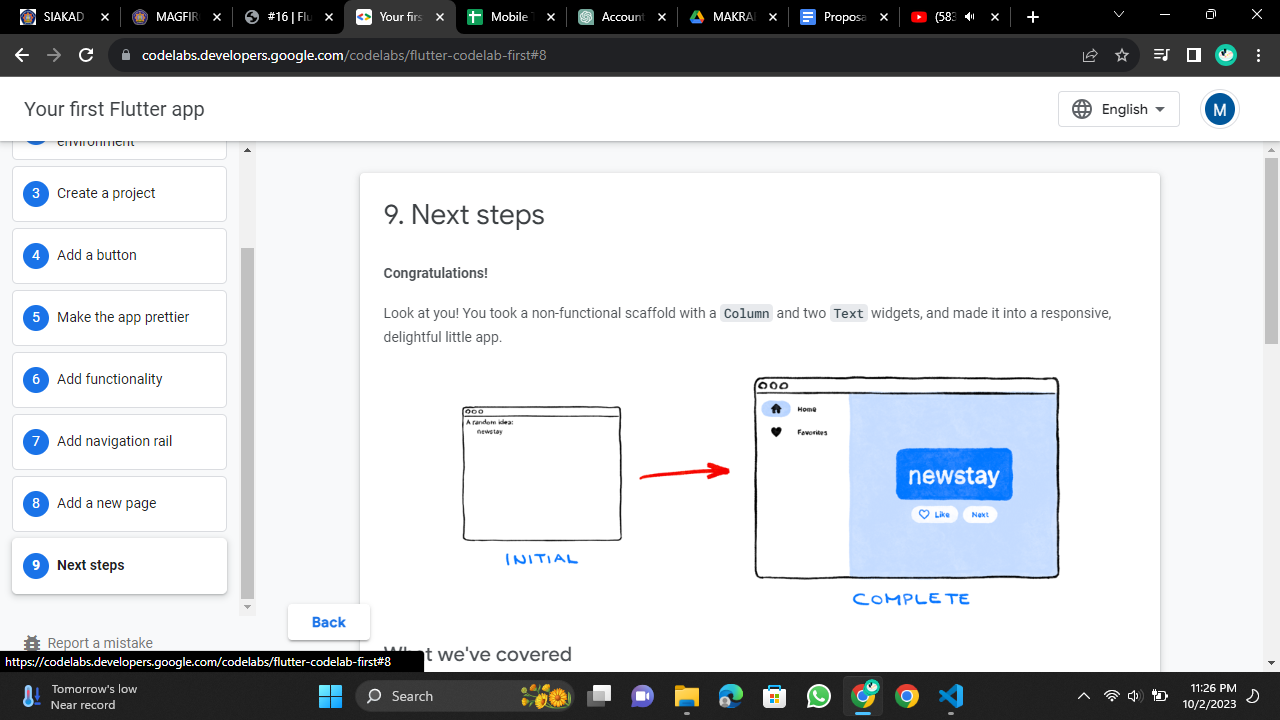 SIAKAD
MAGFIR
#16 | Flu
Your firs
Mobile T
Account
MAKRAI
Proposa
(583
codelabs.developers.google.com/codelabs/flutter-codelab-first#8
Your first Flutter app
English
M
environment
3 Create a project
4 Add a button
5 Make the app prettier
6 Add functionality
7 Add navigation rail
8 Add a new page
9 Next steps
Report a mistake
9. Next steps
Congratulations!
Look at you! You took a non-functional scaffold with a Column and two Text widgets, and made it into a responsive,
delightful little app.
A random idea:
newstay
INITIAL
Home
Favorites
newstay
Like
Next
COMPLETE
Back
What we've covered
https://codelabs.developers.google.com/codelabs/flutter-codelab-first#8
Tomorrow's low
Near record
Search
11:26 PM
10/2/2023